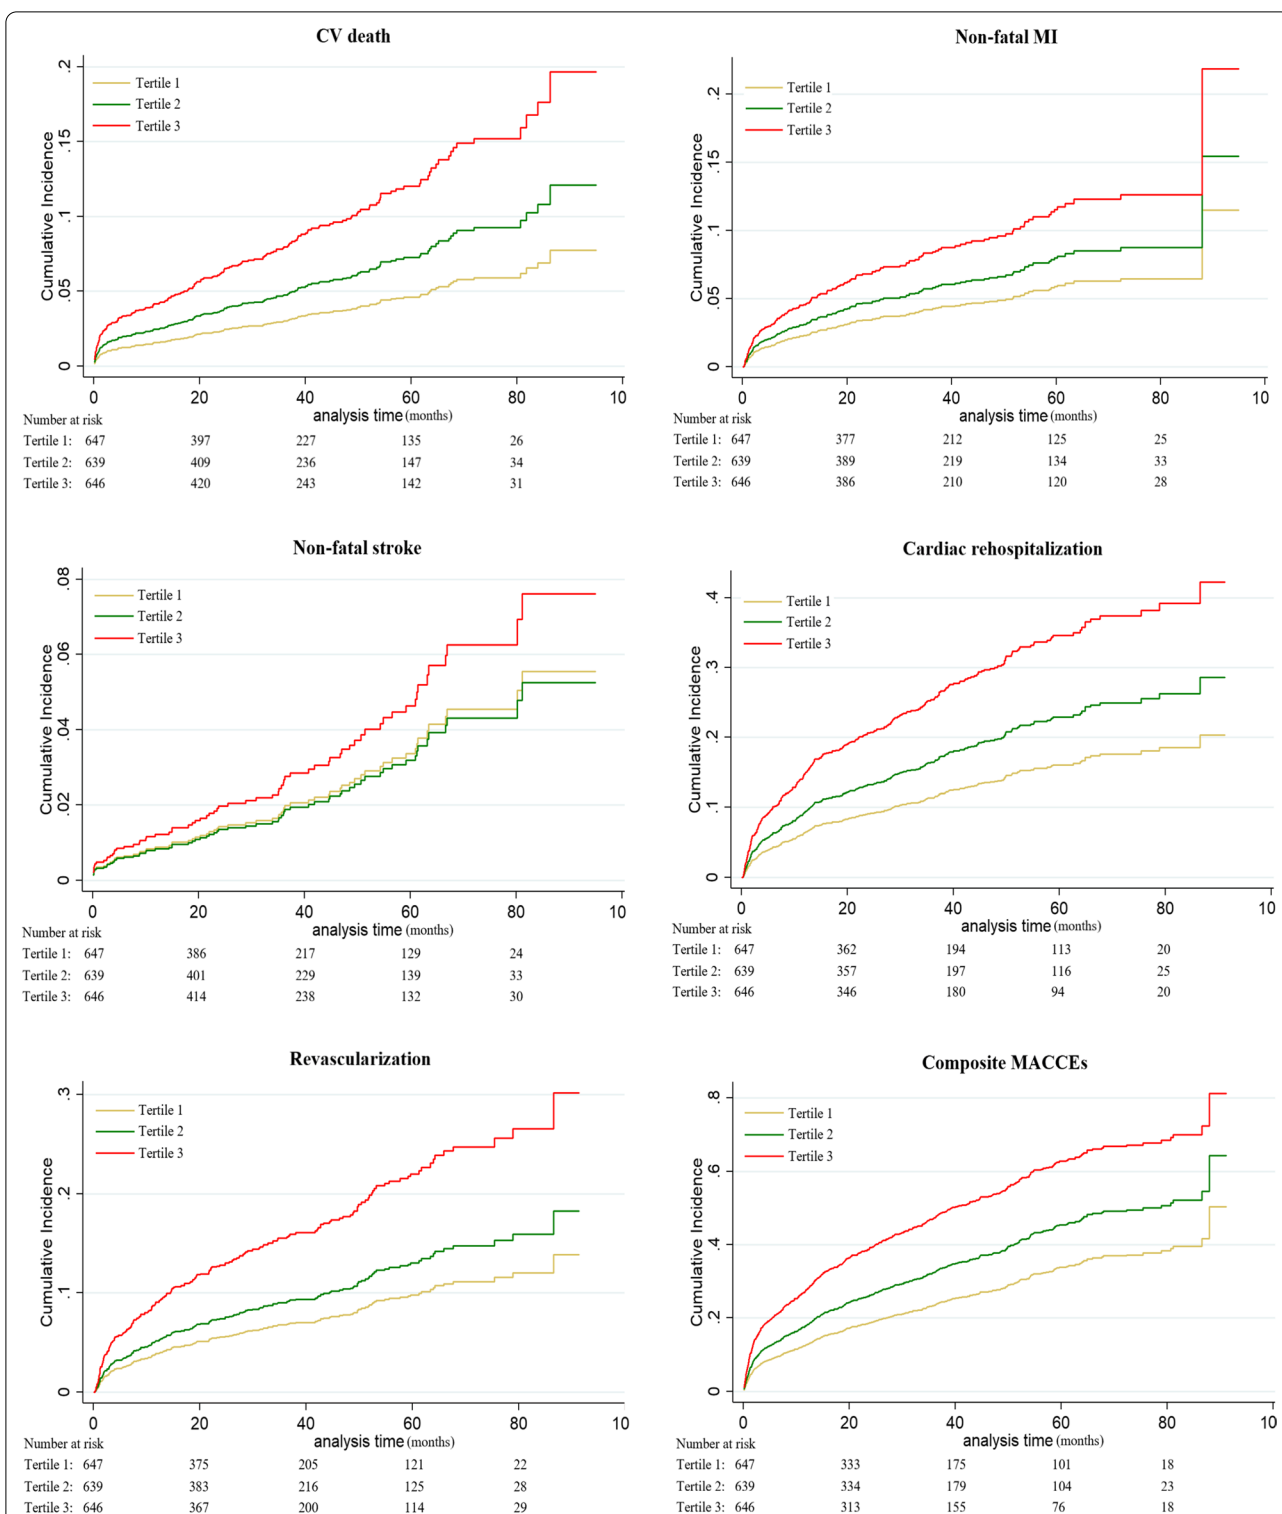 CV death
Cumulative Incidence
.2
.15
.1
.05
0
Tertile 1
Tertile 2
Tertile 3
0 20 40 60 80 10
analysis time (months)
Number at risk
Tertile 1: 647 397 227 135 26
Tertile 2: 639 409 236 147 34
Tertile 3: 646 420 243 142 31
Non-fatal MI
Cumulative Incidence
.2
.15
.1
.05
0
Tertile 1
Tertile 2
Tertile 3
0 20 40 60 80 10
analysis time (months)
Number at risk
Tertile 1: 647 377 212 125 25
Tertile 2: 639 389 219 134 33
Tertile 3: 646 386 210 120 28
Non-fatal stroke
Cumulative Incidence
.08
.06
.04
.02
0
Tertile 1
Tertile 2
Tertile 3
0 20 40 60 80 10
analysis time (months)
Number at risk
Tertile 1: 647 386 217 129 24
Tertile 2: 639 401 229 139 33
Tertile 3: 646 414 238 132 30
Cardiac rehospitalization
Cumulative Incidence
.4
.3
.2
.1
0
Tertile 1
Tertile 2
Tertile 3
0 20 40 60 80 10
analysis time (months)
Number at risk
Tertile 1: 647 362 194 113 20
Tertile 2: 639 357 197 116 25
Tertile 3: 646 346 180 94 20
Revascularization
Cumulative Incidence
.3
.2
.1
0
Tertile 1
Tertile 2
Tertile 3
0 20 40 60 80 10
analysis time (months)
Number at risk
Tertile 1: 647 375 205 121 22
Tertile 2: 639 383 216 125 28
Tertile 3: 646 367 200 114 29
Composite MACCEs
Cumulative Incidence
.8
.6
.4
.2
0
Tertile 1
Tertile 2
Tertile 3
0 20 40 60 80 100
analysis time (months)
Number at risk
Tertile 1: 647 333 175 101 18
Tertile 2: 639 334 179 104 23
Tertile 3: 646 313 155 76 18